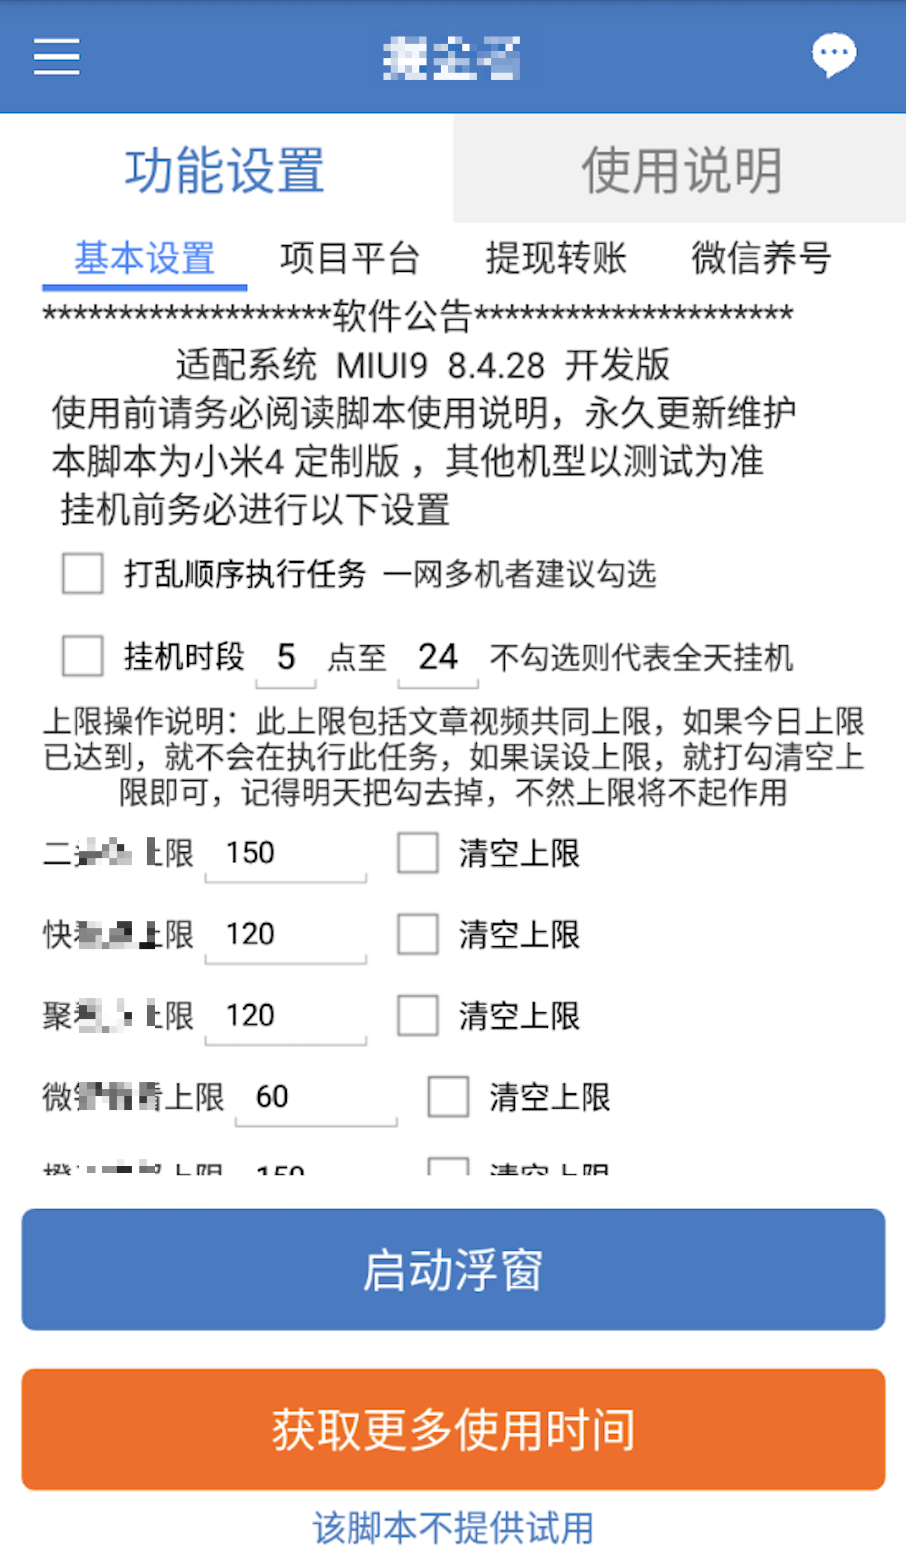 功能设置 使用说明
基本设置 项目平台 提现转账 微信养号
*******************软件公告*********************
适配系统 MIUI9 8.4.28 开发版
使用前请务必阅读脚本使用说明，永久更新维护
本脚本为小米4 定制版 ，其他机型以测试为准
挂机前务必进行以下设置
打乱顺序执行任务 一网多机者建议勾选
挂机时段 5 点至 24 不勾选则代表全天挂机
上限操作说明：此上限包括文章视频共同上限，如果今日上限
已达到，就不会在执行此任务，如果误设上限，就打勾清空上
限即可，记得明天把勾去掉，不然上限将不起作用
二 上限 150 清空上限
快 上限 120 清空上限
聚 上限 120 清空上限
微 看上限 60 清空上限
上限 150 清空上限
启动浮窗
获取更多使用时间
该脚本不提供试用